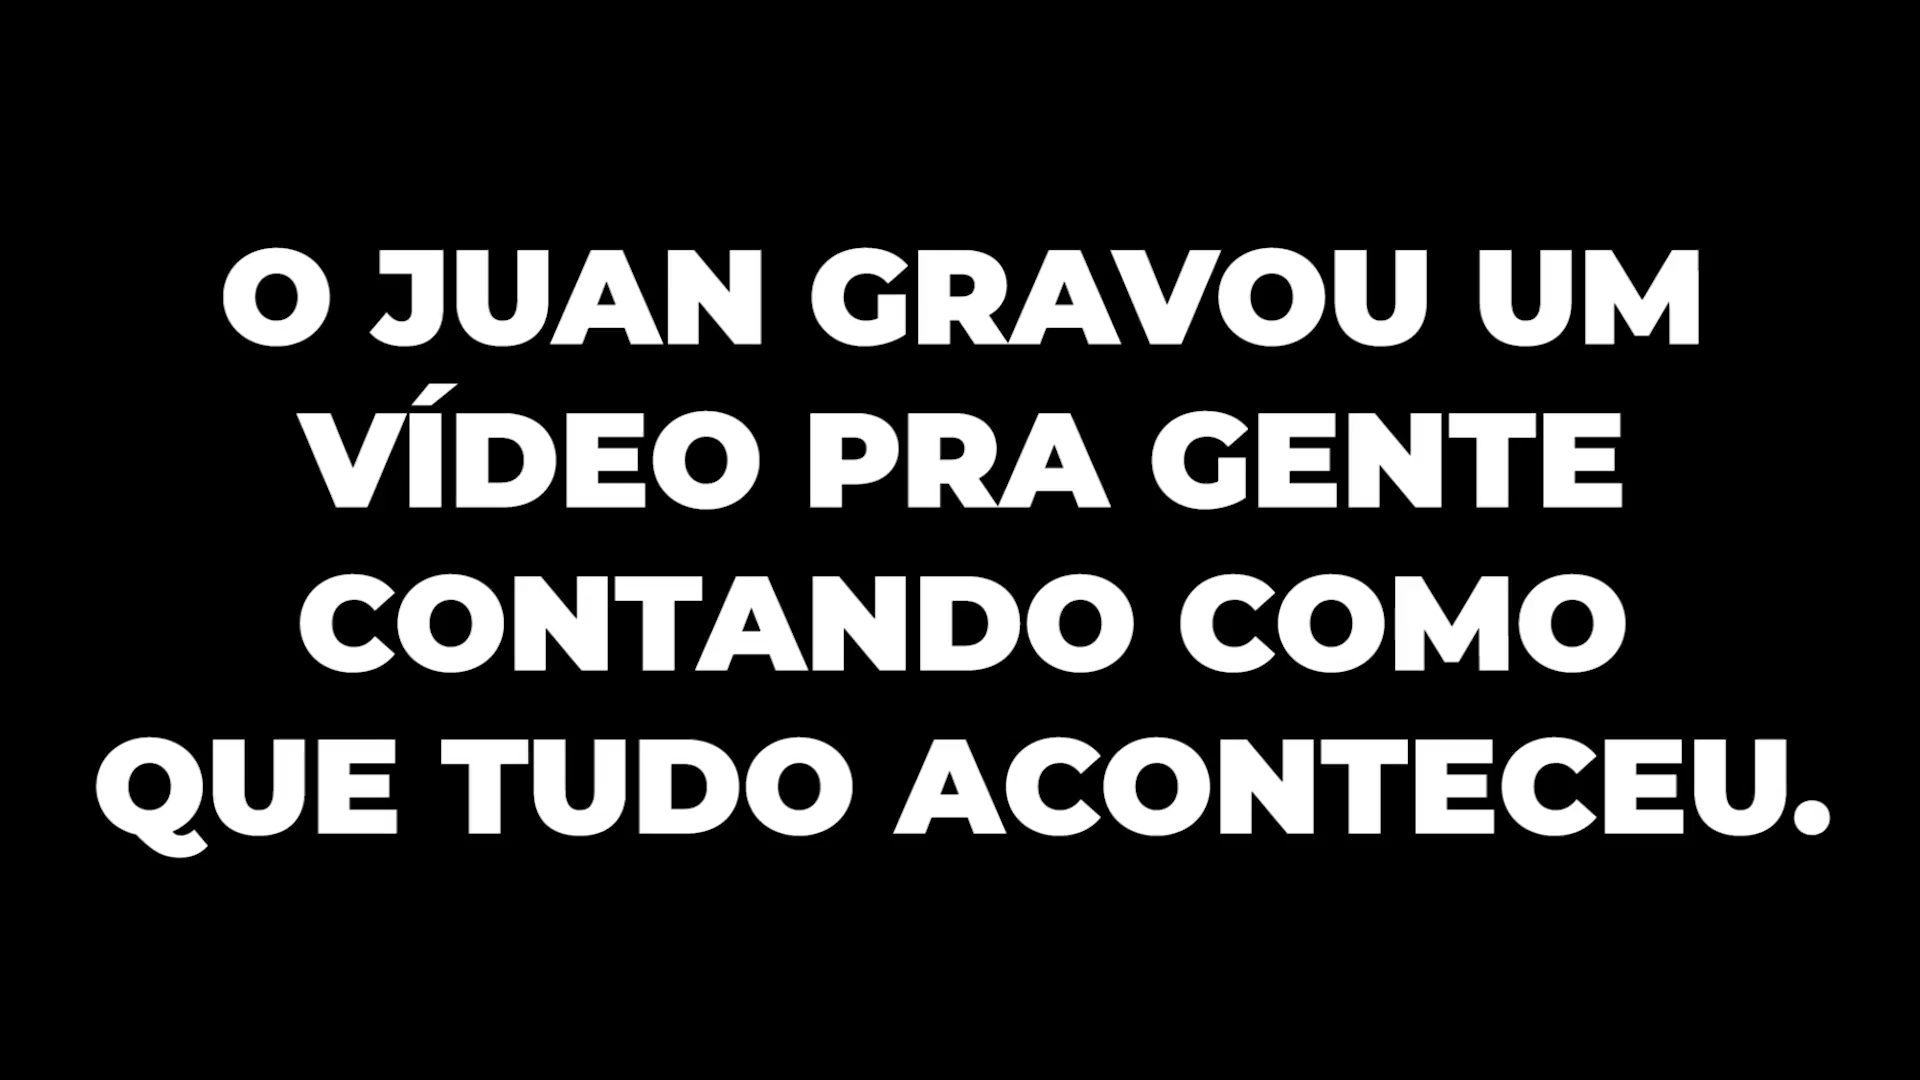 O JUAN GRAVOU UM
VÍDEO PRA GENTE
CONTANDO COMO
QUE TUDO ACONTECEU.